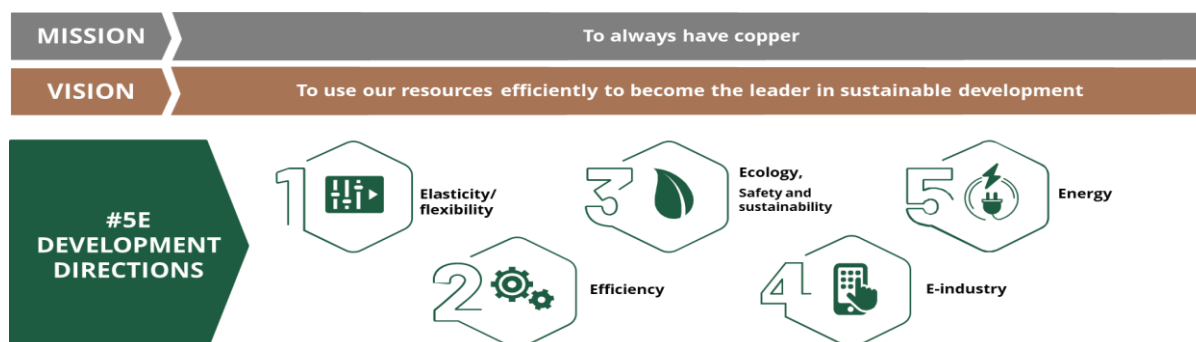 MISSION
To always have copper
VISION
To use our resources efficiently to become the leader in sustainable development
#5E
DEVELOPMENT
DIRECTIONS
1
Elasticity/
flexibility
2
Efficiency
3
Ecology,
Safety and
sustainability
4
E-industry
5
Energy